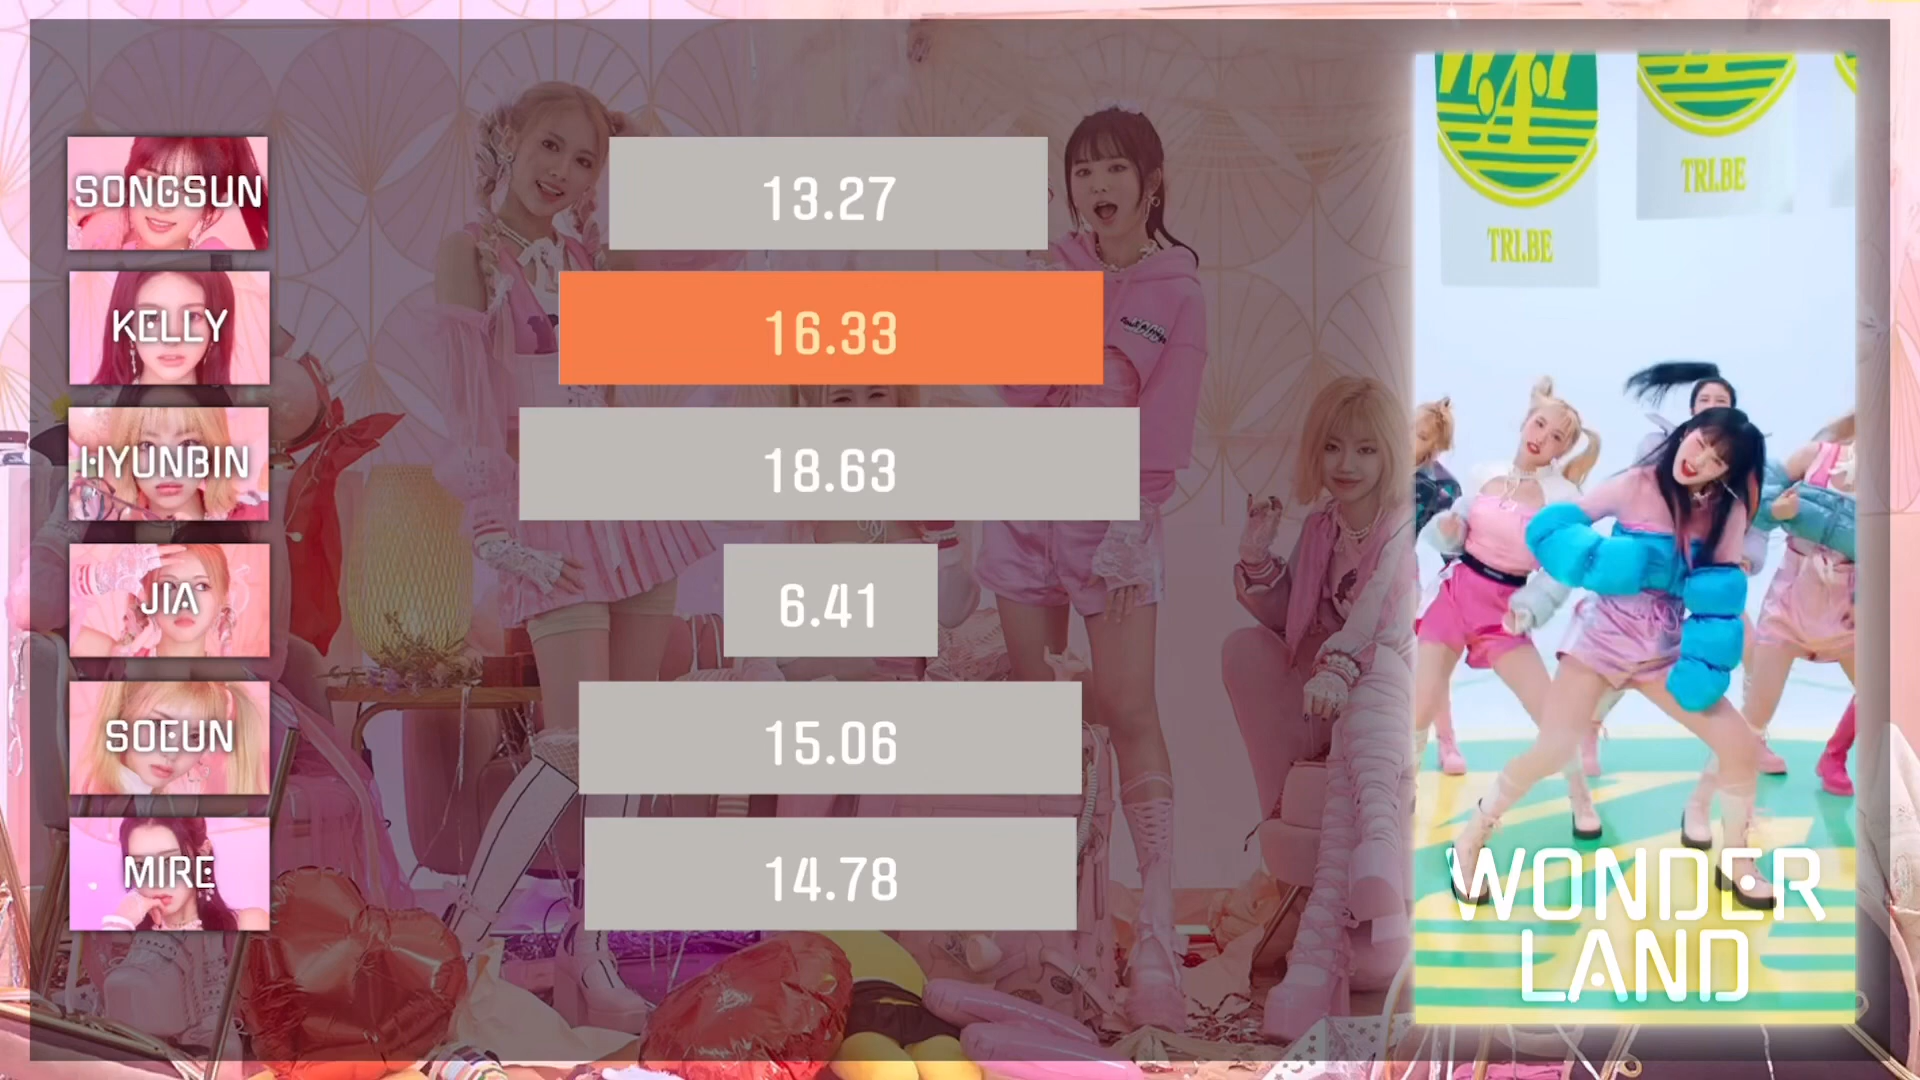 SONGSUN 13.27
KELLY 16.33
HYUNBIN 18.63
JIA 6.41
SOEUN 15.06
MIRE 14.78
TRI.BE
TRI.BE
WONDER
LAND